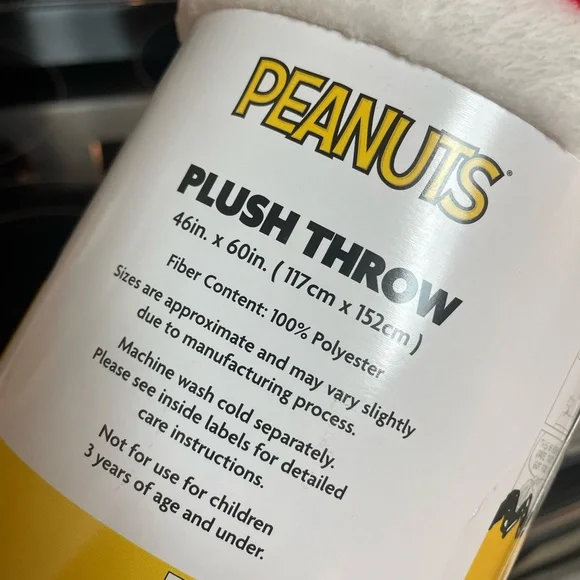 PEANUTS®
PLUSH THROW
46in. x 60in. ( 117cm x 152cm )
Fiber Content: 100% Polyester
Sizes are approximate and may vary slightly
due to manufacturing process.
Machine wash cold separately.
Please see inside labels for detailed
care instructions.
Not for use for children
3 years of age and under.